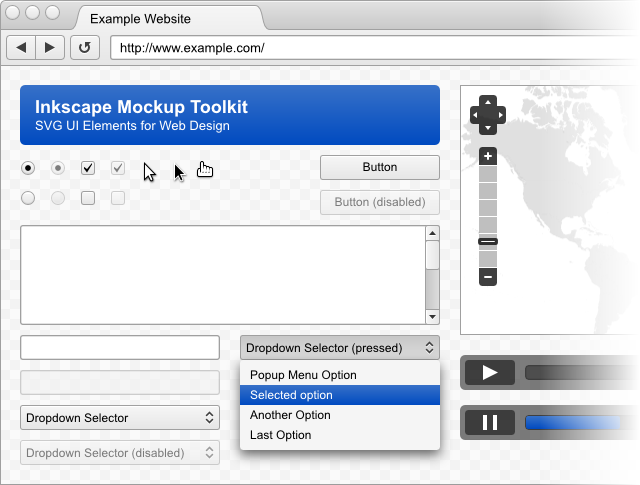 Example Website
http://www.example.com/
Inkscape Mockup Toolkit
SVG UI Elements for Web Design
Button
Button (disabled)
Dropdown Selector (pressed)
Popup Menu Option
Selected option
Another Option
Last Option
Dropdown Selector
Dropdown Selector (disabled)